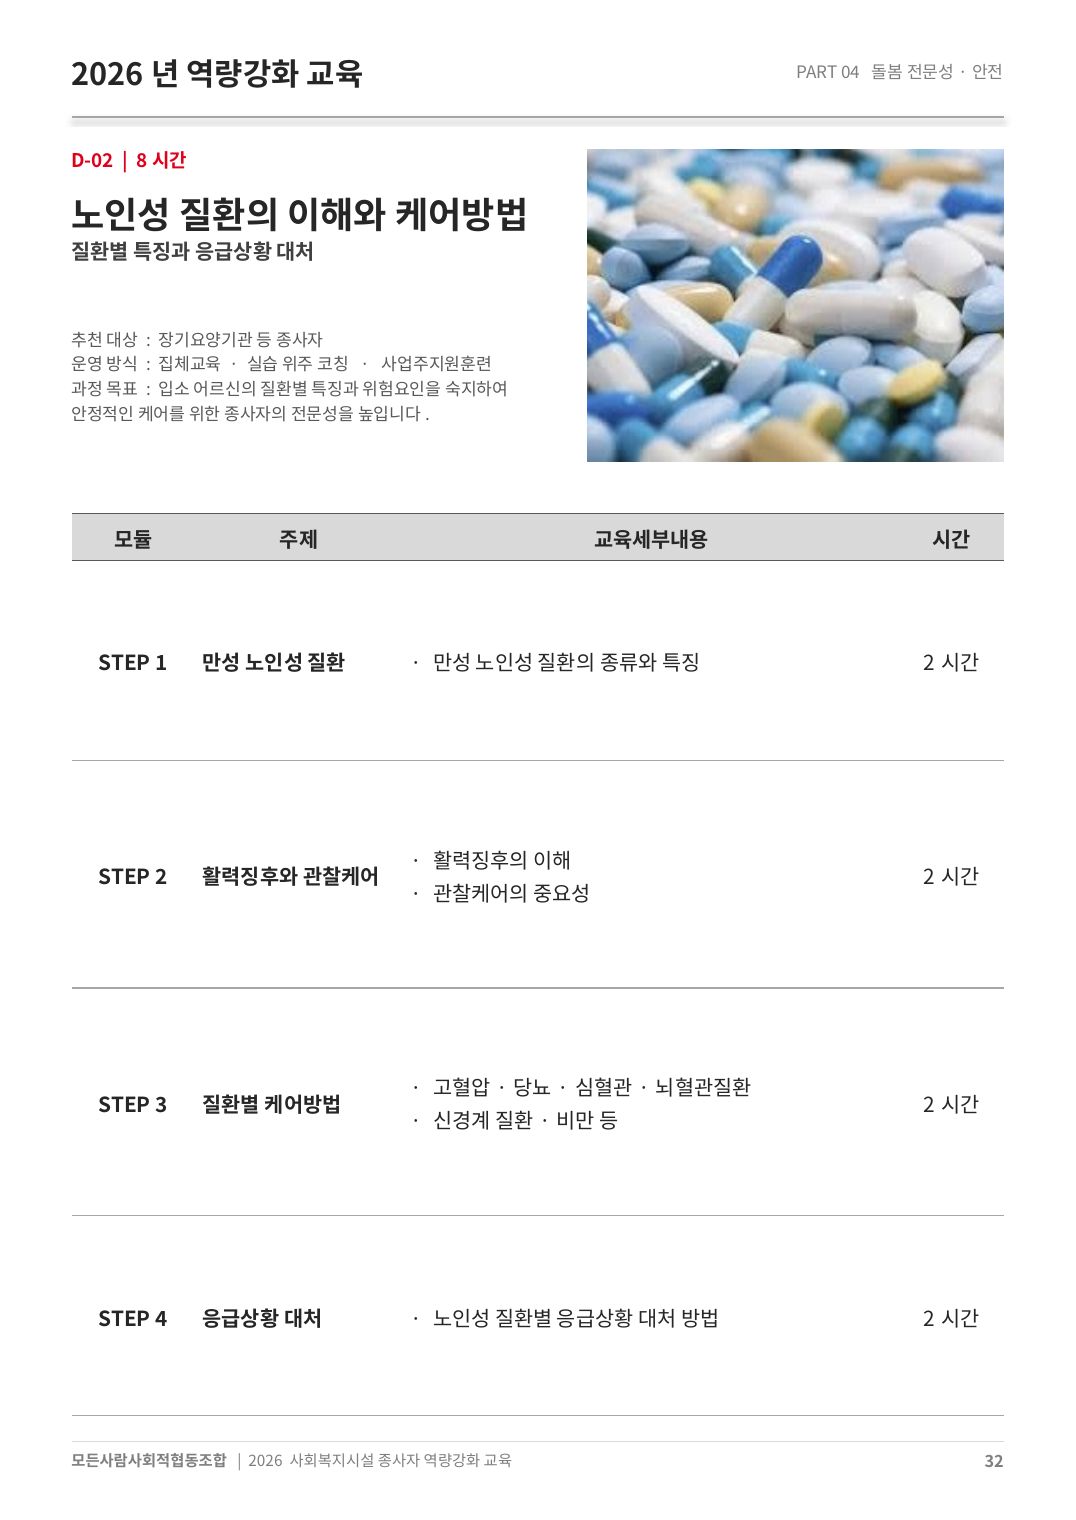 2026 년 역량강화 교육
PART 04 돌봄 전문성 · 안전
D-02 | 8 시간
노인성 질환의 이해와 케어방법
질환별 특징과 응급상황 대처
추천 대상 : 장기요양기관 등 종사자
운영 방식 : 집체교육 · 실습 위주 코칭 · 사업주지원훈련
과정 목표 : 입소 어르신의 질환별 특징과 위험요인을 숙지하여
안정적인 케어를 위한 종사자의 전문성을 높입니다 .
모듈 주제 교육세부내용 시간
STEP 1 만성 노인성 질환 · 만성 노인성 질환의 종류와 특징 2 시간
· 활력징후의 이해
STEP 2 활력징후와 관찰케어 2 시간
· 관찰케어의 중요성
· 고혈압 · 당뇨 · 심혈관 · 뇌혈관질환
STEP 3 질환별 케어방법 2 시간
· 신경계 질환 · 비만 등
STEP 4 응급상황 대처 · 노인성 질환별 응급상황 대처 방법 2 시간
모든사람사회적협동조합 | 2026 사회복지시설 종사자 역량강화 교육 32